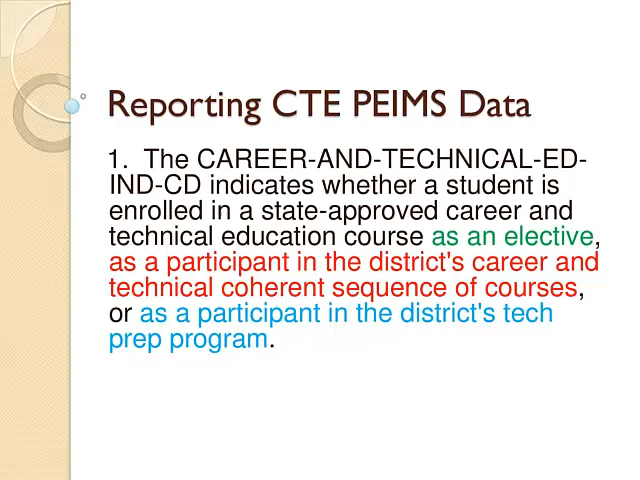 Reporting CTE PEIMS Data
1. The CAREER-AND-TECHNICAL-ED-
IND-CD indicates whether a student is
enrolled in a state-approved career and
technical education course as an elective,
as a participant in the district's career and
technical coherent sequence of courses,
or as a participant in the district's tech
prep program.